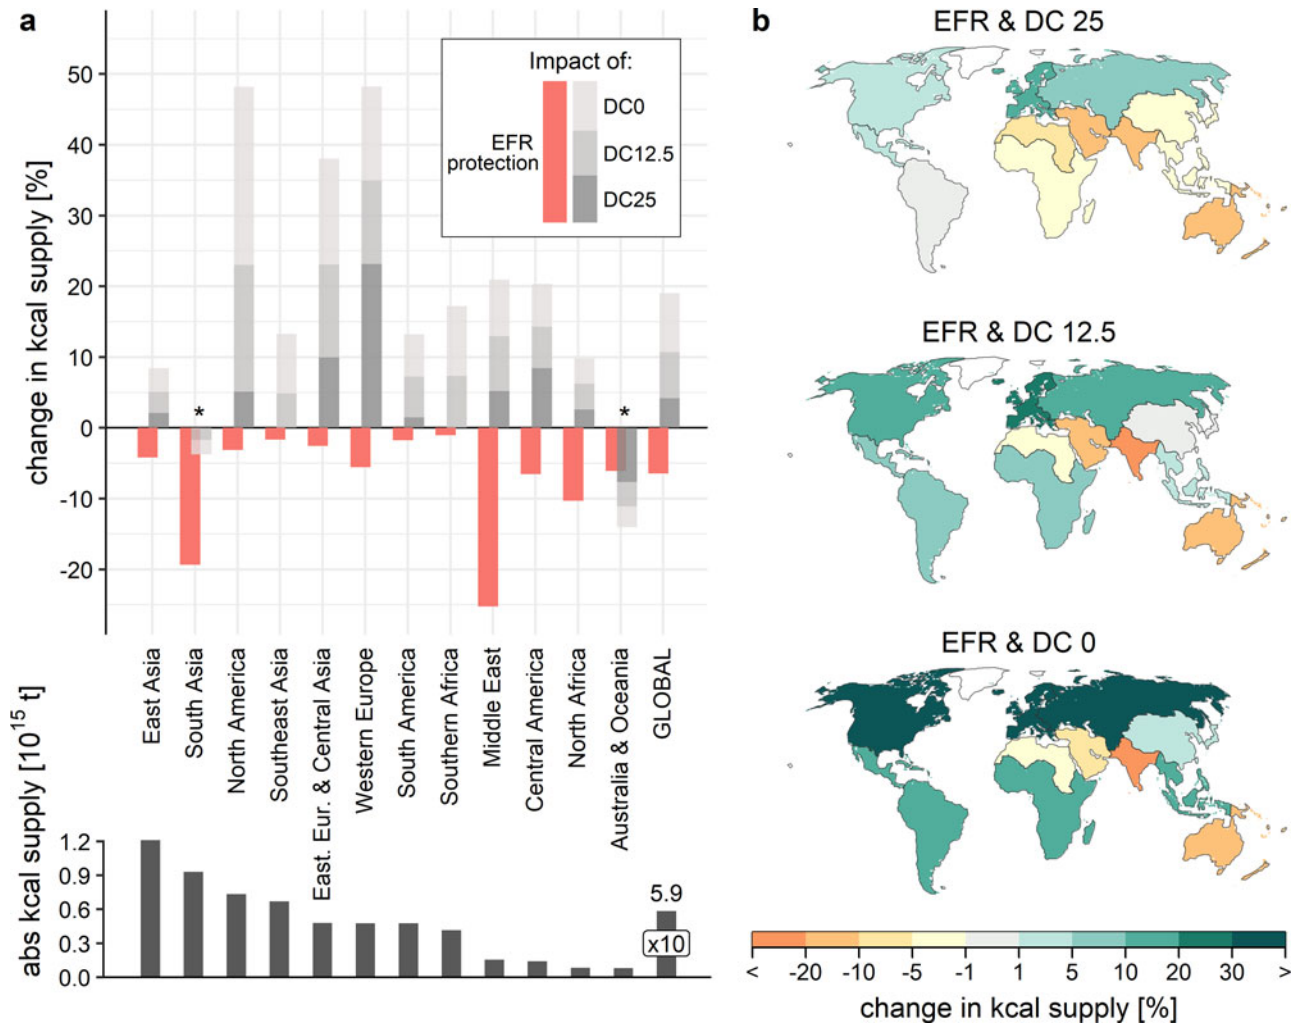 a
change in kcal supply [%]
50
40
30
20
10
0
-10
-20
Impact of:
EFR
protection
DC0
DC12.5
DC25
*
*
East Asia
South Asia
North America
Southeast Asia
East. Eur. & Central Asia
Western Europe
South America
Southern Africa
Middle East
Central America
North Africa
Australia & Oceania
GLOBAL
abs kcal supply [10¹⁵ t]
1.2
0.9
0.6
0.3
0.0
5.9
x10
b
EFR & DC 25
EFR & DC 12.5
EFR & DC 0
< -20 -10 -5 -1 1 5 10 20 30 >
change in kcal supply [%]